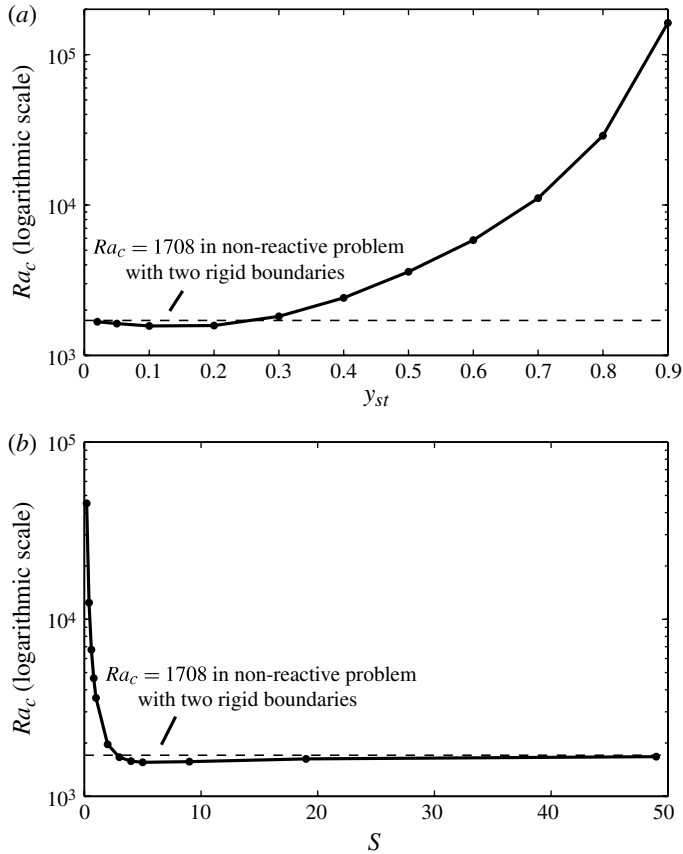 (a)
10^5
10^4
10^3
Ra_c (logarithmic scale)
Ra_c = 1708 in non-reactive problem
with two rigid boundaries
0 0.1 0.2 0.3 0.4 0.5 0.6 0.7 0.8 0.9
y_st
(b)
10^5
10^4
10^3
Ra_c (logarithmic scale)
Ra_c = 1708 in non-reactive problem
with two rigid boundaries
0 10 20 30 40 50
S